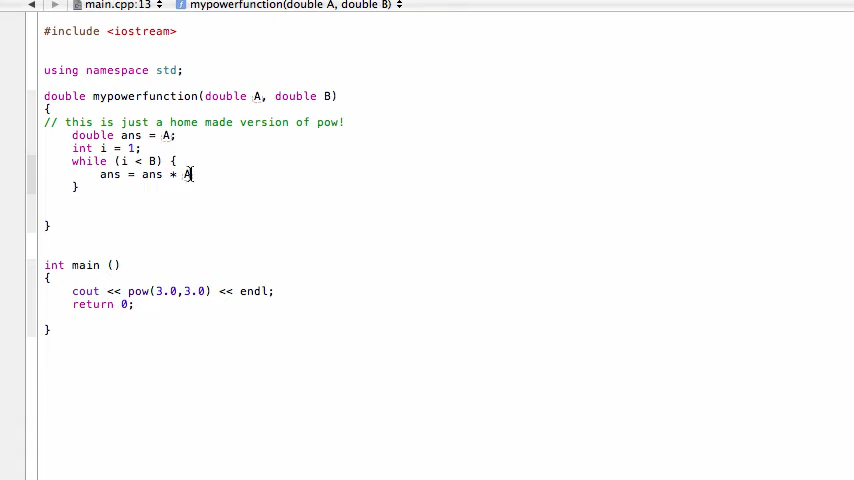 main.cpp:13 mypowerfunction(double A, double B)
#include <iostream>
using namespace std;
double mypowerfunction(double A, double B)
{
// this is just a home made version of pow!
double ans = A;
int i = 1;
while (i < B) {
ans = ans * A
}
}
int main ()
{
cout << pow(3.0,3.0) << endl;
return 0;
}